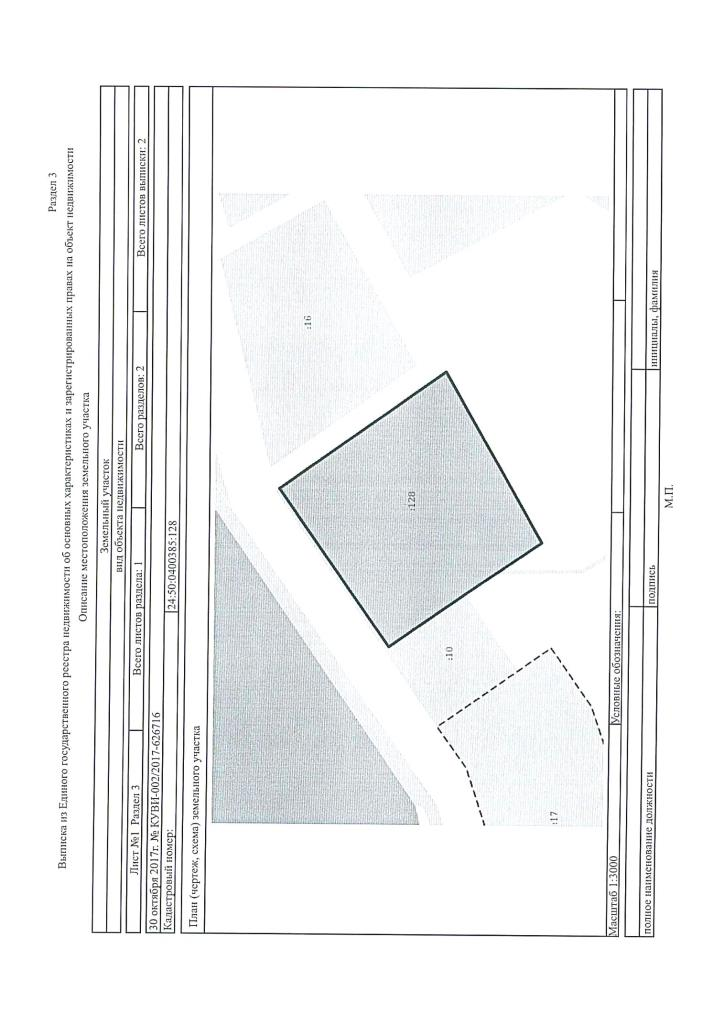 Раздел 3
Выписка из Единого государственного реестра недвижимости об основных характеристиках и зарегистрированных правах на объект недвижимости
Описание местоположения земельного участка
Земельный участок
вид объекта недвижимости
Лист №1 Раздел 3 Всего листов раздела: 1 Всего разделов: 2 Всего листов выписки: 2
30 октября 2017г. № КУВИ-002/2017-626716
Кадастровый номер: 24:50:0400385:128
План (чертеж, схема) земельного участка
:16
:128
:10
:17
Масштаб 1:3000 Условные обозначения:
полное наименование должности подпись инициалы, фамилия
М.П.